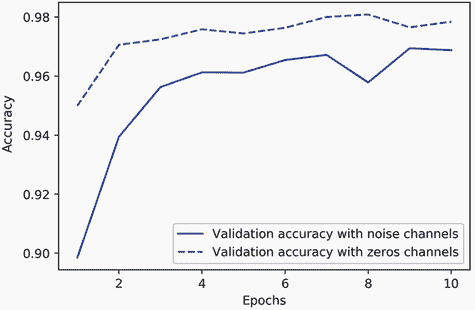 0.98
0.96
0.94
0.92
0.90
Accuracy
Validation accuracy with noise channels
Validation accuracy with zeros channels
2 4 6 8 10
Epochs